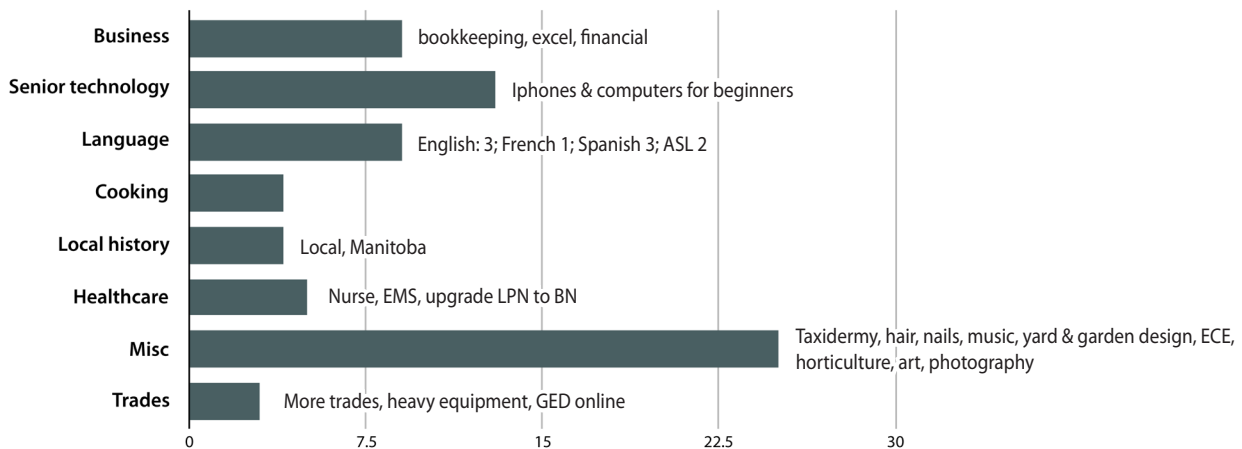 Business
bookkeeping, excel, financial
Senior technology
Iphones & computers for beginners
Language
English: 3; French 1; Spanish 3; ASL 2
Cooking
Local history
Local, Manitoba
Healthcare
Nurse, EMS, upgrade LPN to BN
Misc
Taxidermy, hair, nails, music, yard & garden design, ECE,
horticulture, art, photography
Trades
More trades, heavy equipment, GED online
0 7.5 15 22.5 30